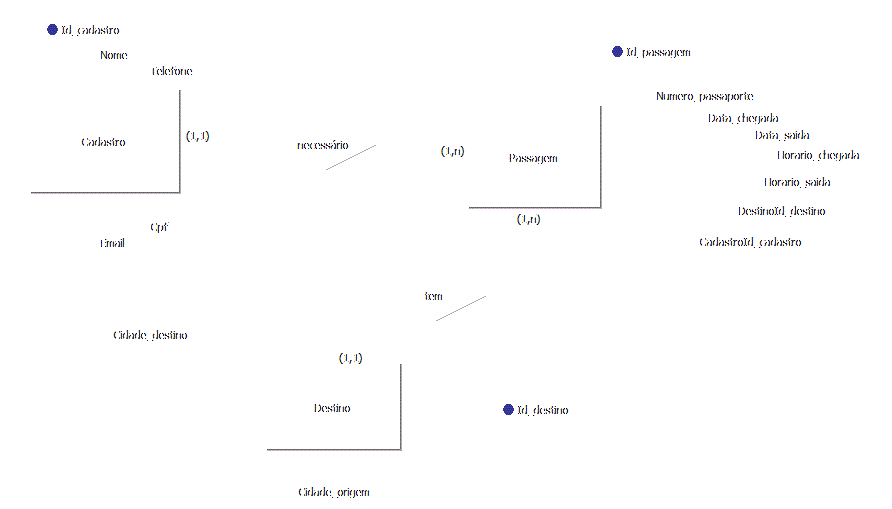 Id_cadastro
Nome
Telefone
Cadastro
(1,1)
Cpf
Email
necessário
Id_passagem
Numero_passaporte
Data_chegada
Data_saida
Horario_chegada
Horario_saida
DestinoId_destino
CadastroId_cadastro
(1,n)
Passagem
(1,n)
tem
Cidade_destino
(1,1)
Destino
Id_destino
Cidade_origem